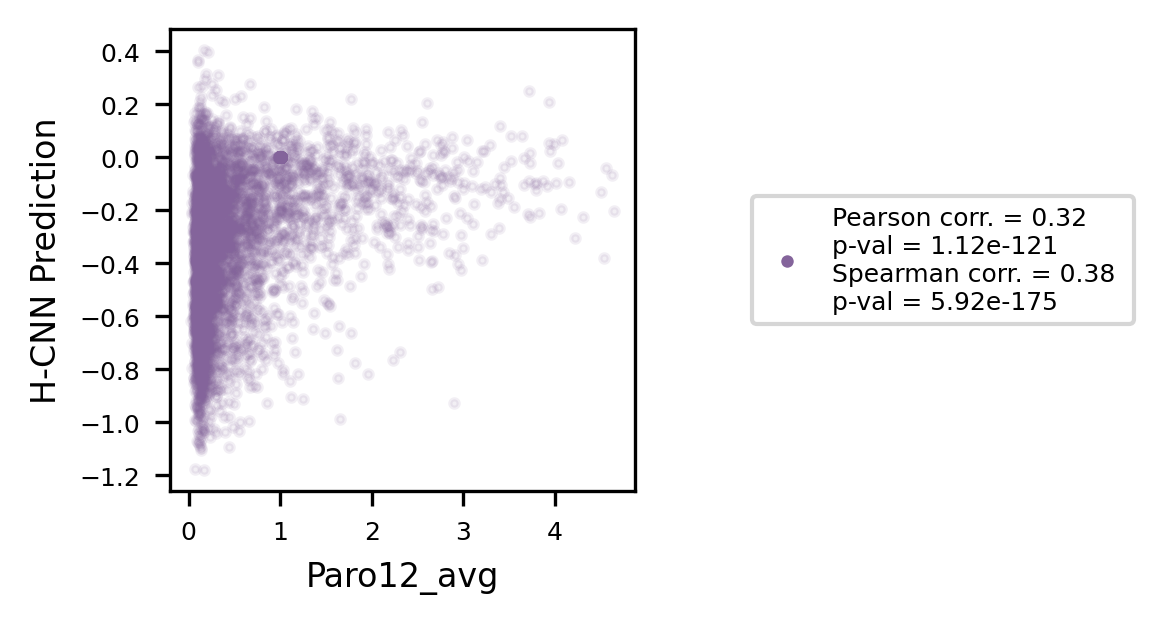 H-CNN Prediction
0.4
0.2
0.0
−0.2
−0.4
−0.6
−0.8
−1.0
−1.2
0 1 2 3 4
Paro12_avg
Pearson corr. = 0.32
p-val = 1.12e-121
Spearman corr. = 0.38
p-val = 5.92e-175